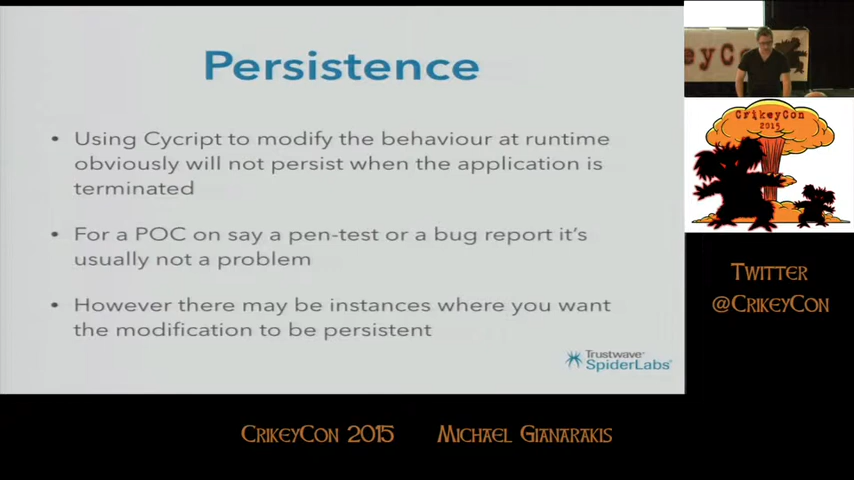 Persistence
• Using Cycript to modify the behaviour at runtime
obviously will not persist when the application is
terminated
• For a POC on say a pen-test or a bug report it's
usually not a problem
• However there may be instances where you want
the modification to be persistent
Trustwave
SpiderLabs
eyCo
CrikeyCon
2015
Twitter
@CrikeyCon
CrikeyCon 2015 Michael Gianarakis